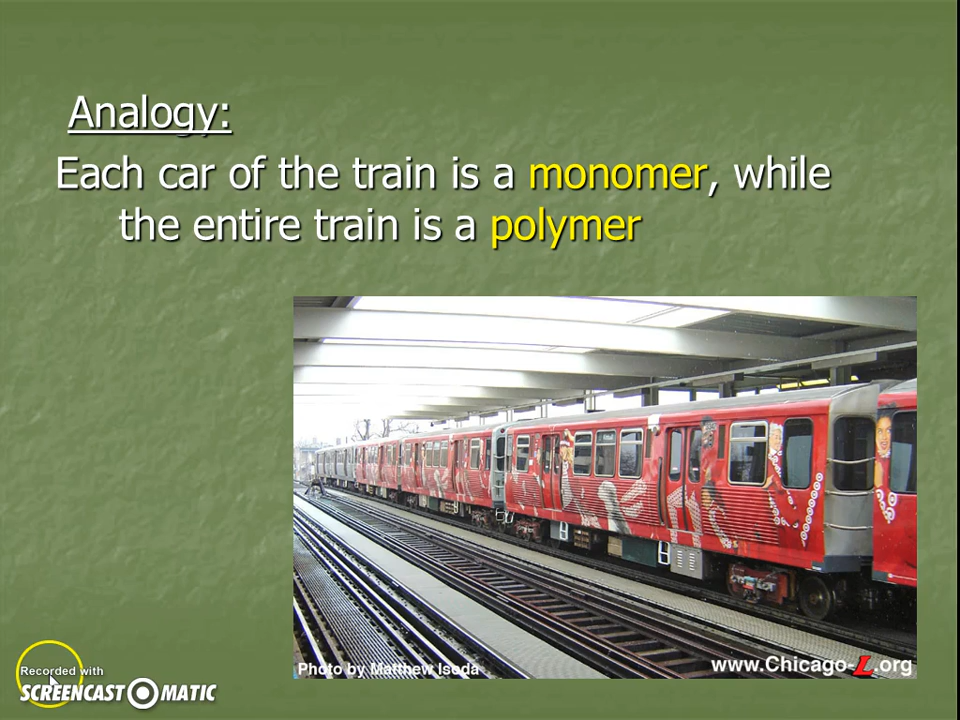 Analogy:
Each car of the train is a monomer, while
the entire train is a polymer
Photo by Matthew Iseda
www.Chicago-L.org
Recorded with
SCREENCAST-O-MATIC